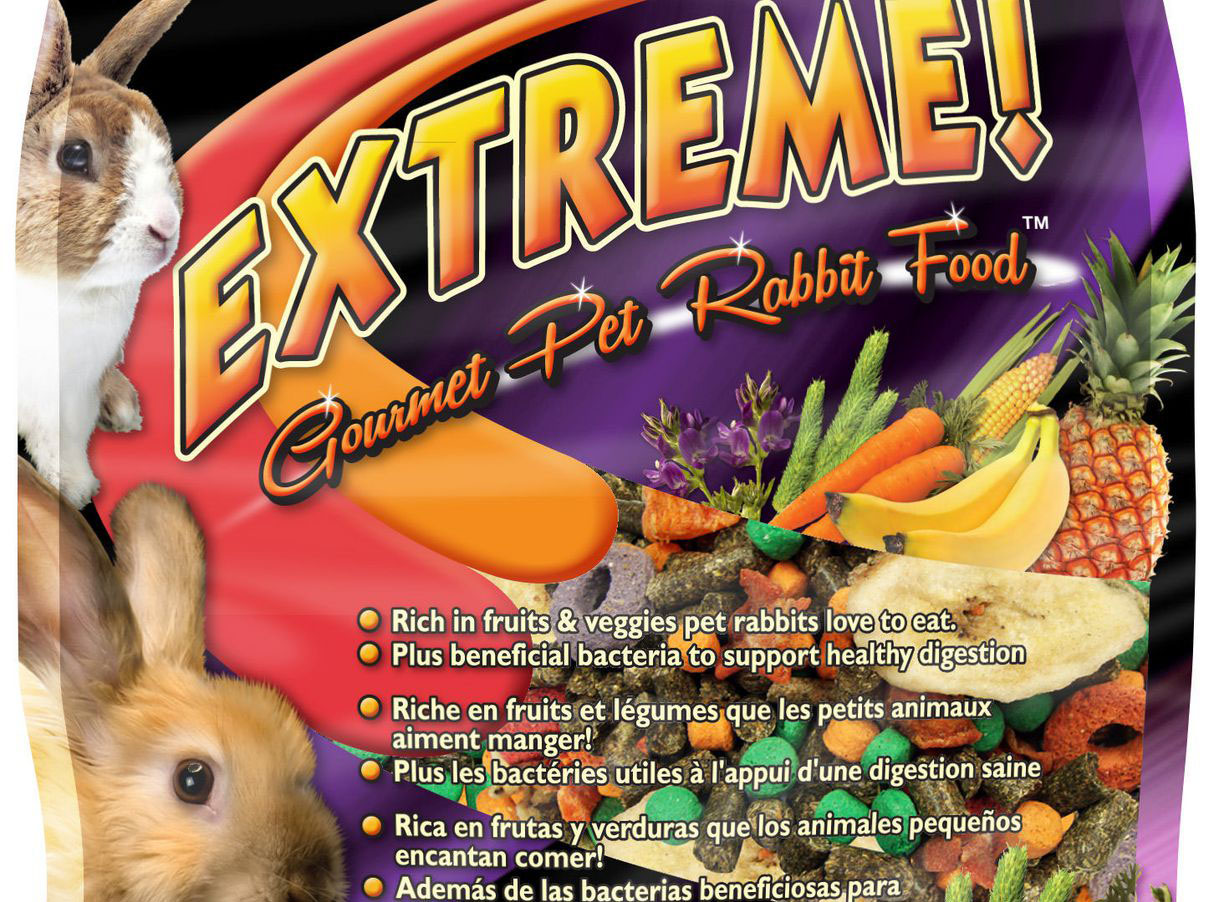 EXTREME!
Gourmet Pet Rabbit Food™
Rich in fruits & veggies pet rabbits love to eat.
Plus beneficial bacteria to support healthy digestion
Riche en fruits et légumes que les petits animaux
aiment manger!
Plus les bactéries utiles à l'appui d'une digestion saine
Rica en frutas y verduras que los animales pequeños
encantan comer!
Además de las bacterias beneficiosas para